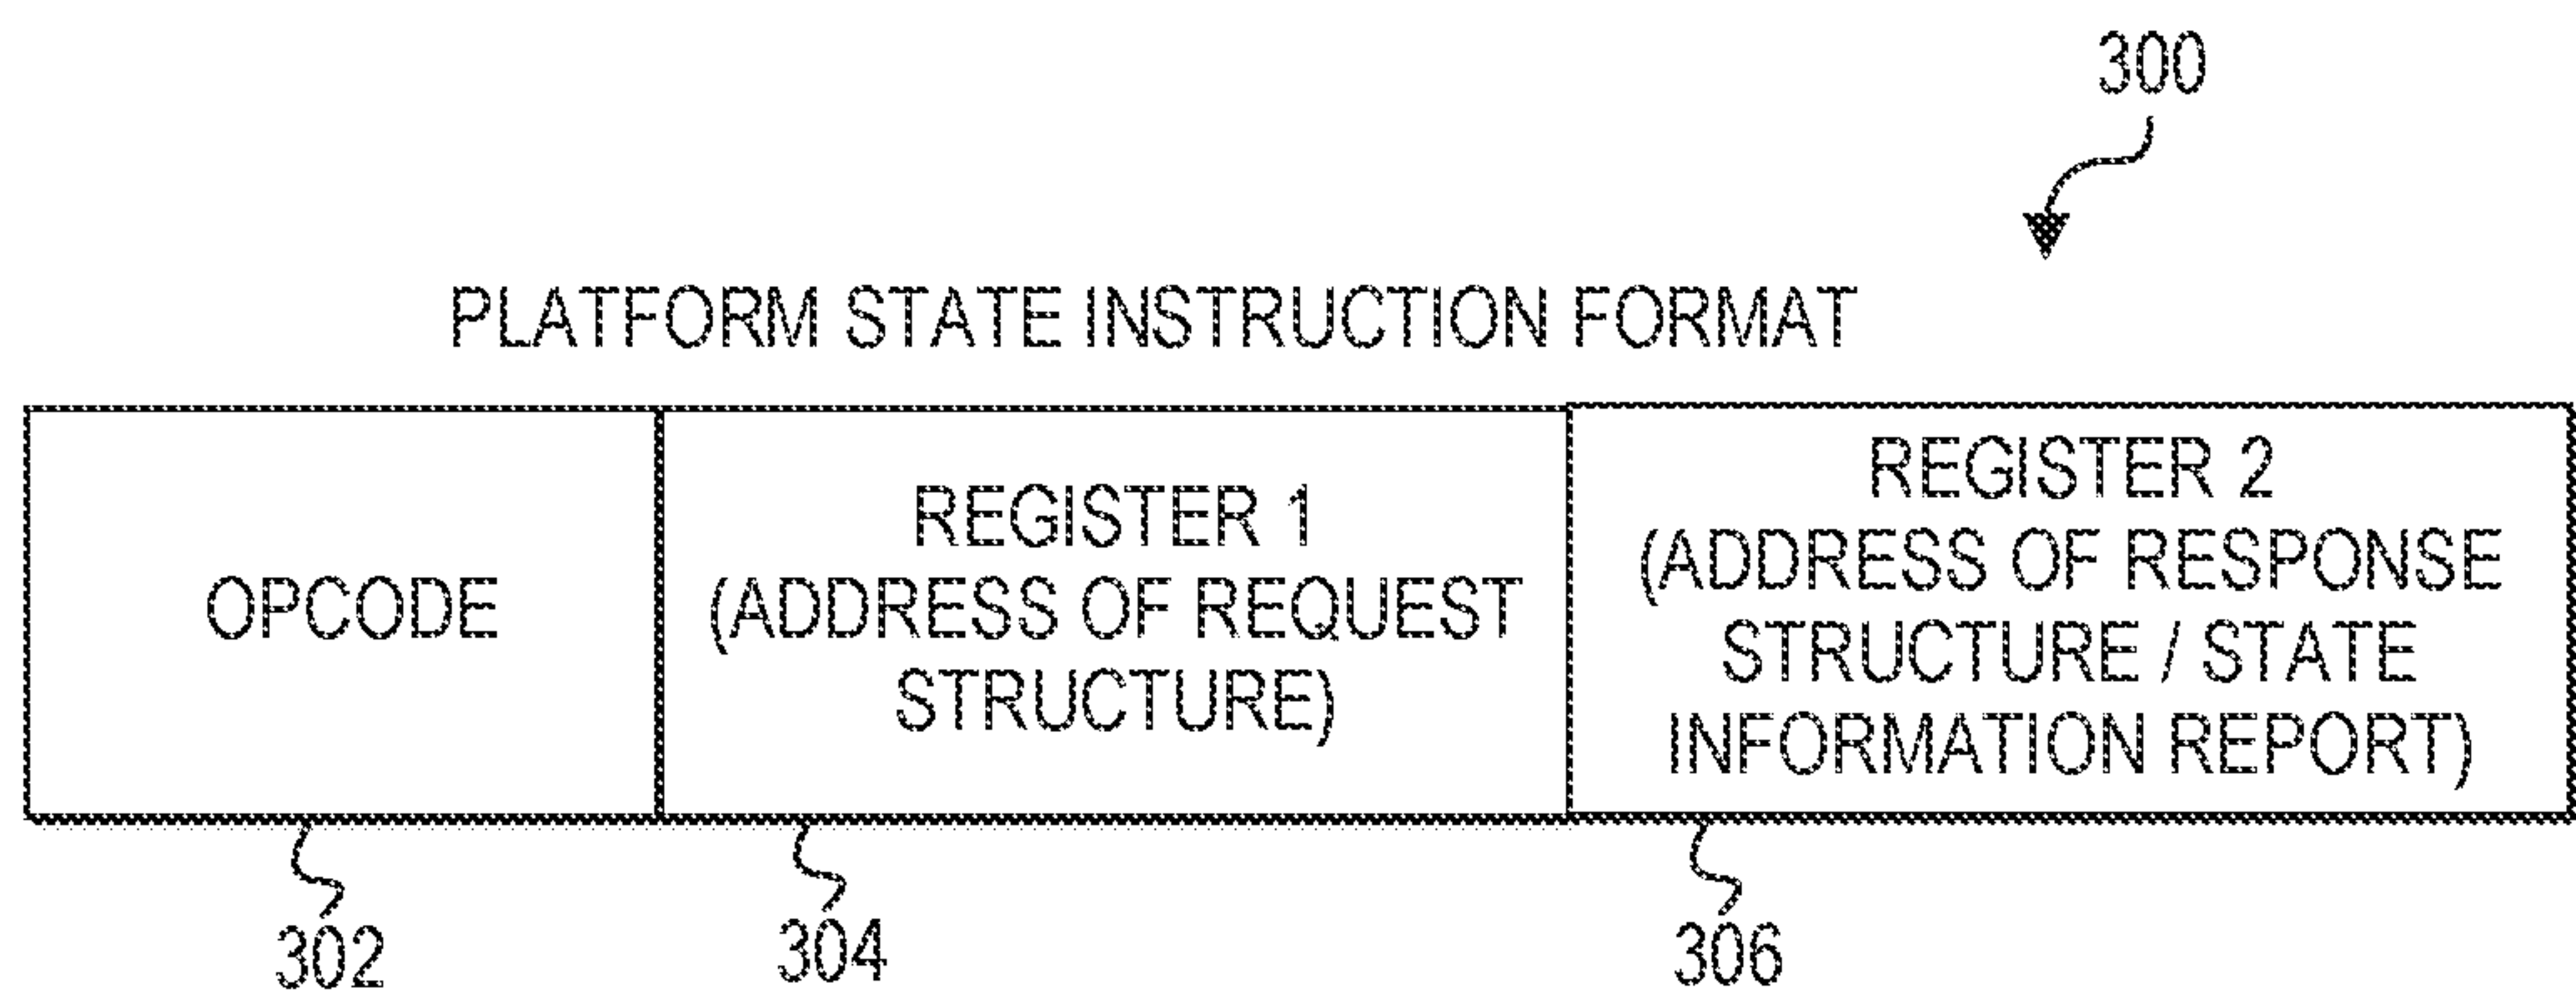 300
PLATFORM STATE INSTRUCTION FORMAT
OPCODE
REGISTER 1
(ADDRESS OF REQUEST
STRUCTURE)
REGISTER 2
(ADDRESS OF RESPONSE
STRUCTURE / STATE
INFORMATION REPORT)
302
304
306